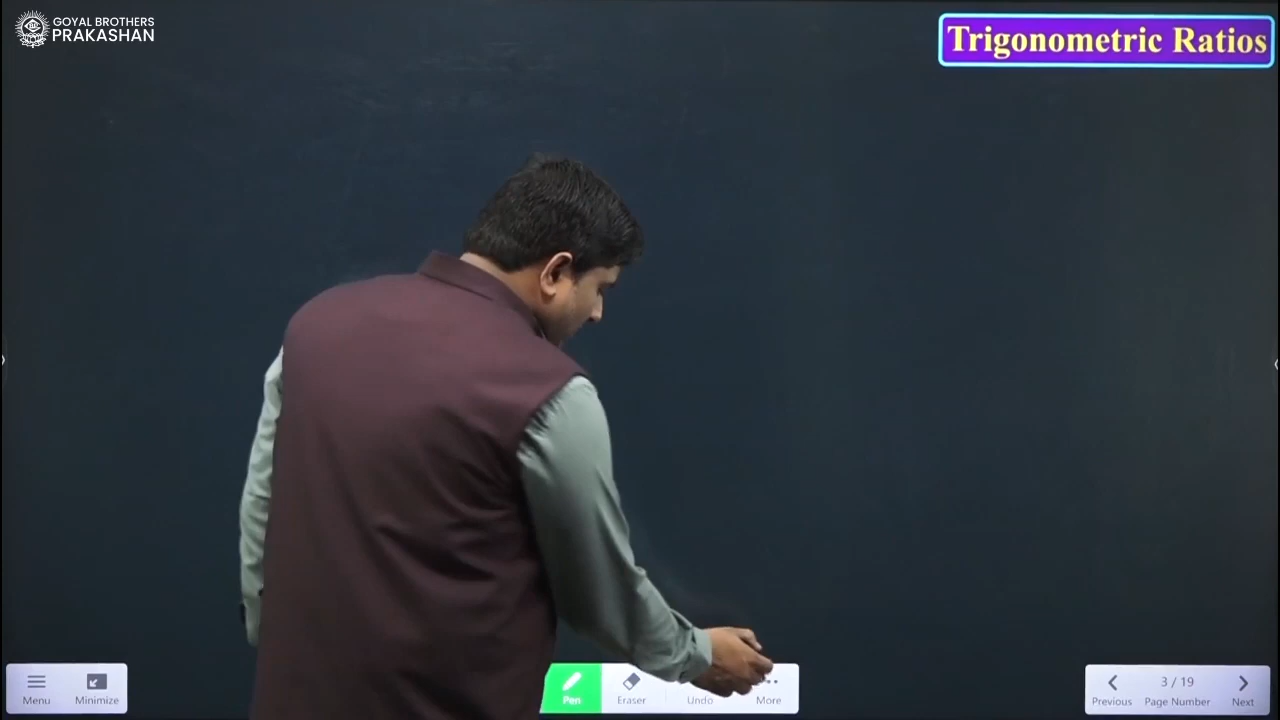 GOYAL BROTHERS
PRAKASHAN
Trigonometric Ratios
Menu
Minimize
Pen
Eraser
Undo
More
3 / 19
Previous
Page Number
Next